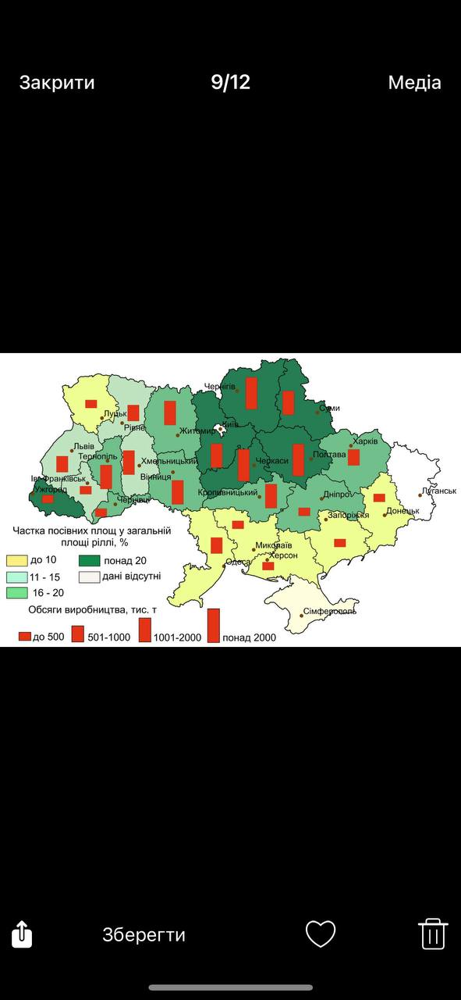 Закрити
9/12
Медіа
Чернігів
Суми
Луцьк
Рівне
Київ
Житомир
Харків
Львів
Тернопіль
Хмельницький
Черкаси
Полтава
Ів.-Франківськ
Вінниця
Ужгород
Чернівці
Кропивницький
Дніпро
Луганськ
Запоріжжя
Донецьк
Миколаїв
Херсон
Одеса
Сімферополь
Частка посівних площ у загальній
площі ріллі, %
до 10
понад 20
11 - 15
дані відсутні
16 - 20
Обсяги виробництва, тис. т
до 500
501-1000
1001-2000
понад 2000
Зберегти